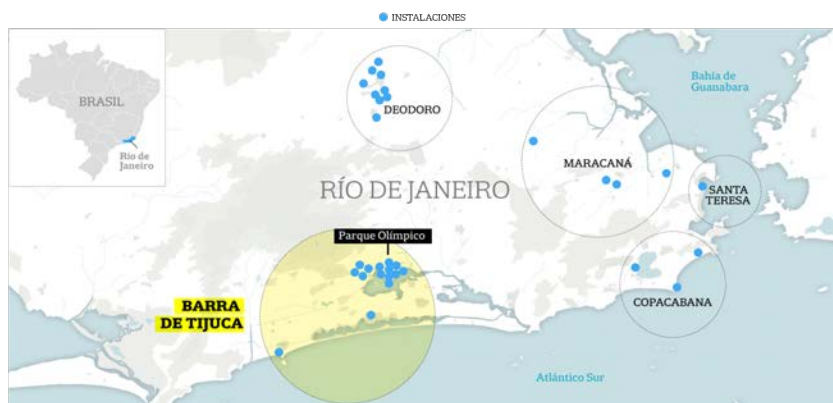 INSTALACIONES
BRASIL
Río de
Janeiro
DEODORO
Bahía de
Guanabara
MARACANÁ
SANTA
TERESA
RÍO DE JANEIRO
Parque Olímpico
BARRA
DE TIJUCA
COPACABANA
Atlántico Sur